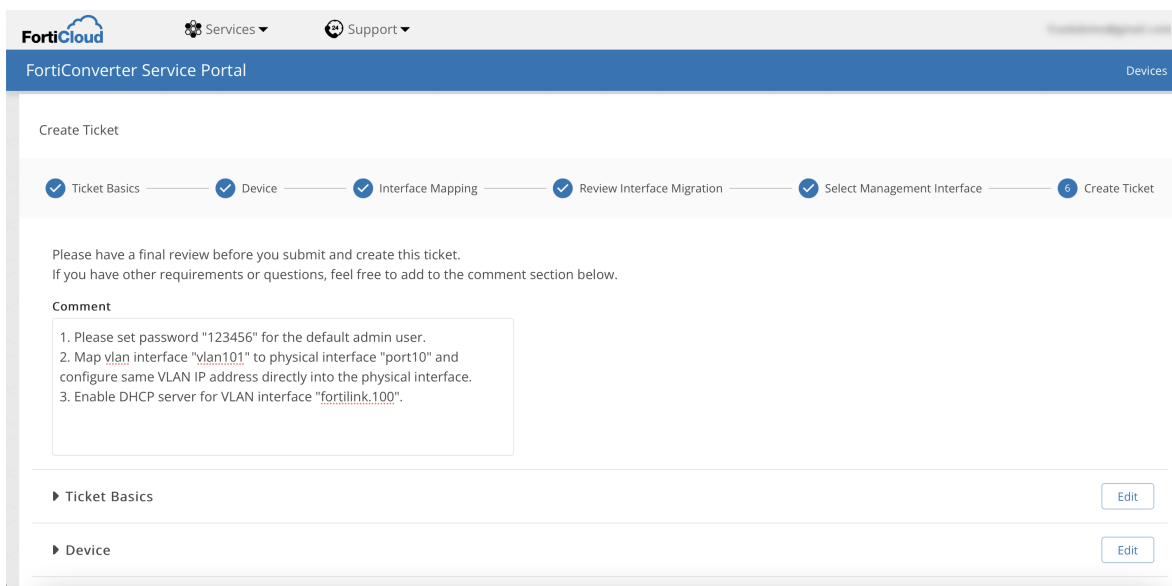 FortiCloud
Services
24
Support
FortiConverter Service Portal
Devices
Create Ticket
Ticket Basics
Device
Interface Mapping
Review Interface Migration
Select Management Interface
6 Create Ticket
Please have a final review before you submit and create this ticket.
If you have other requirements or questions, feel free to add to the comment section below.
Comment
1. Please set password "123456" for the default admin user.
2. Map vlan interface "vlan101" to physical interface "port10" and
configure same VLAN IP address directly into the physical interface.
3. Enable DHCP server for VLAN interface "fortilink.100".
Ticket Basics
Edit
Device
Edit